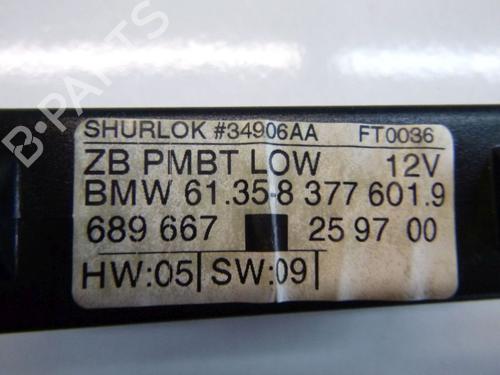 SHURLOK #34906AA FT0036
ZB PMBT LOW 12V
BMW 61.35-8 377 601.9
689 667 25 97 00
HW:05 SW:09